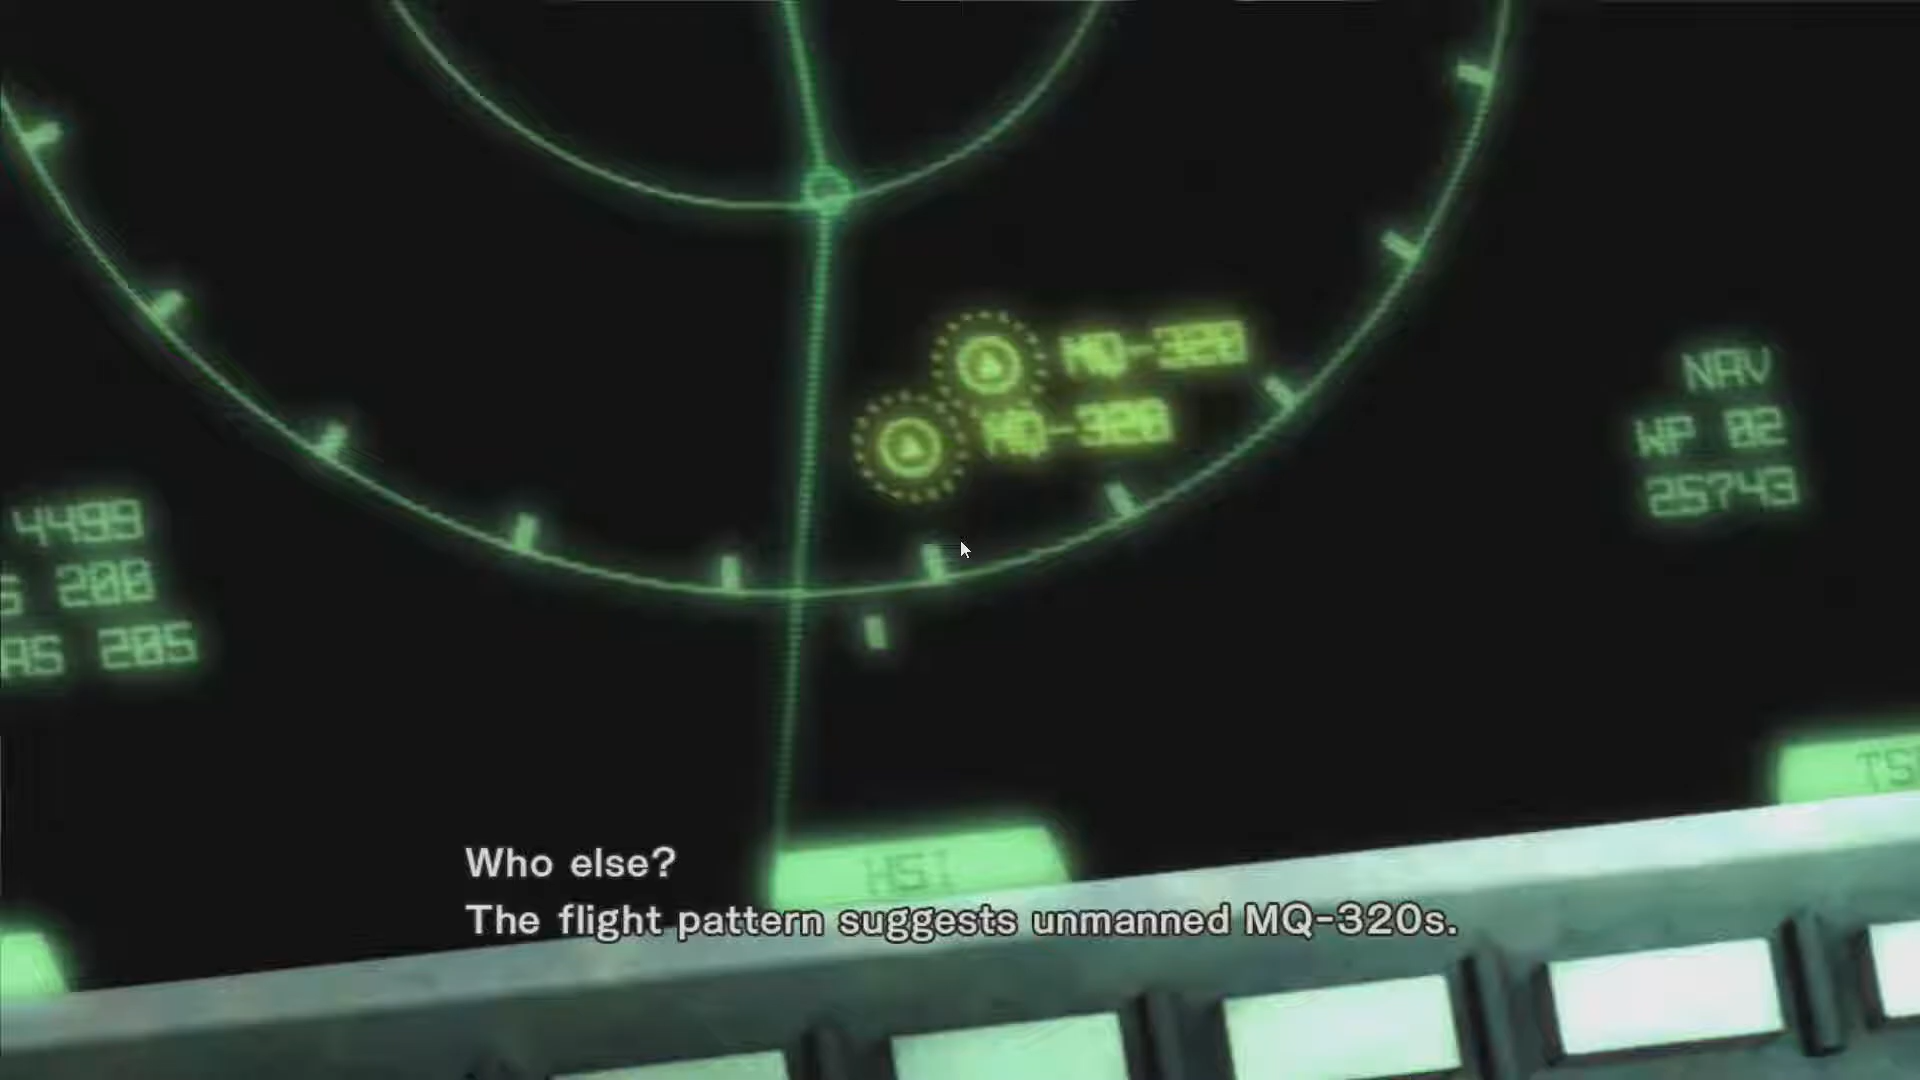 MQ-320
MQ-320
NAV
WP 02
25743
4499
S 200
AS 205
TS
HSI
Who else?
The flight pattern suggests unmanned MQ-320s.